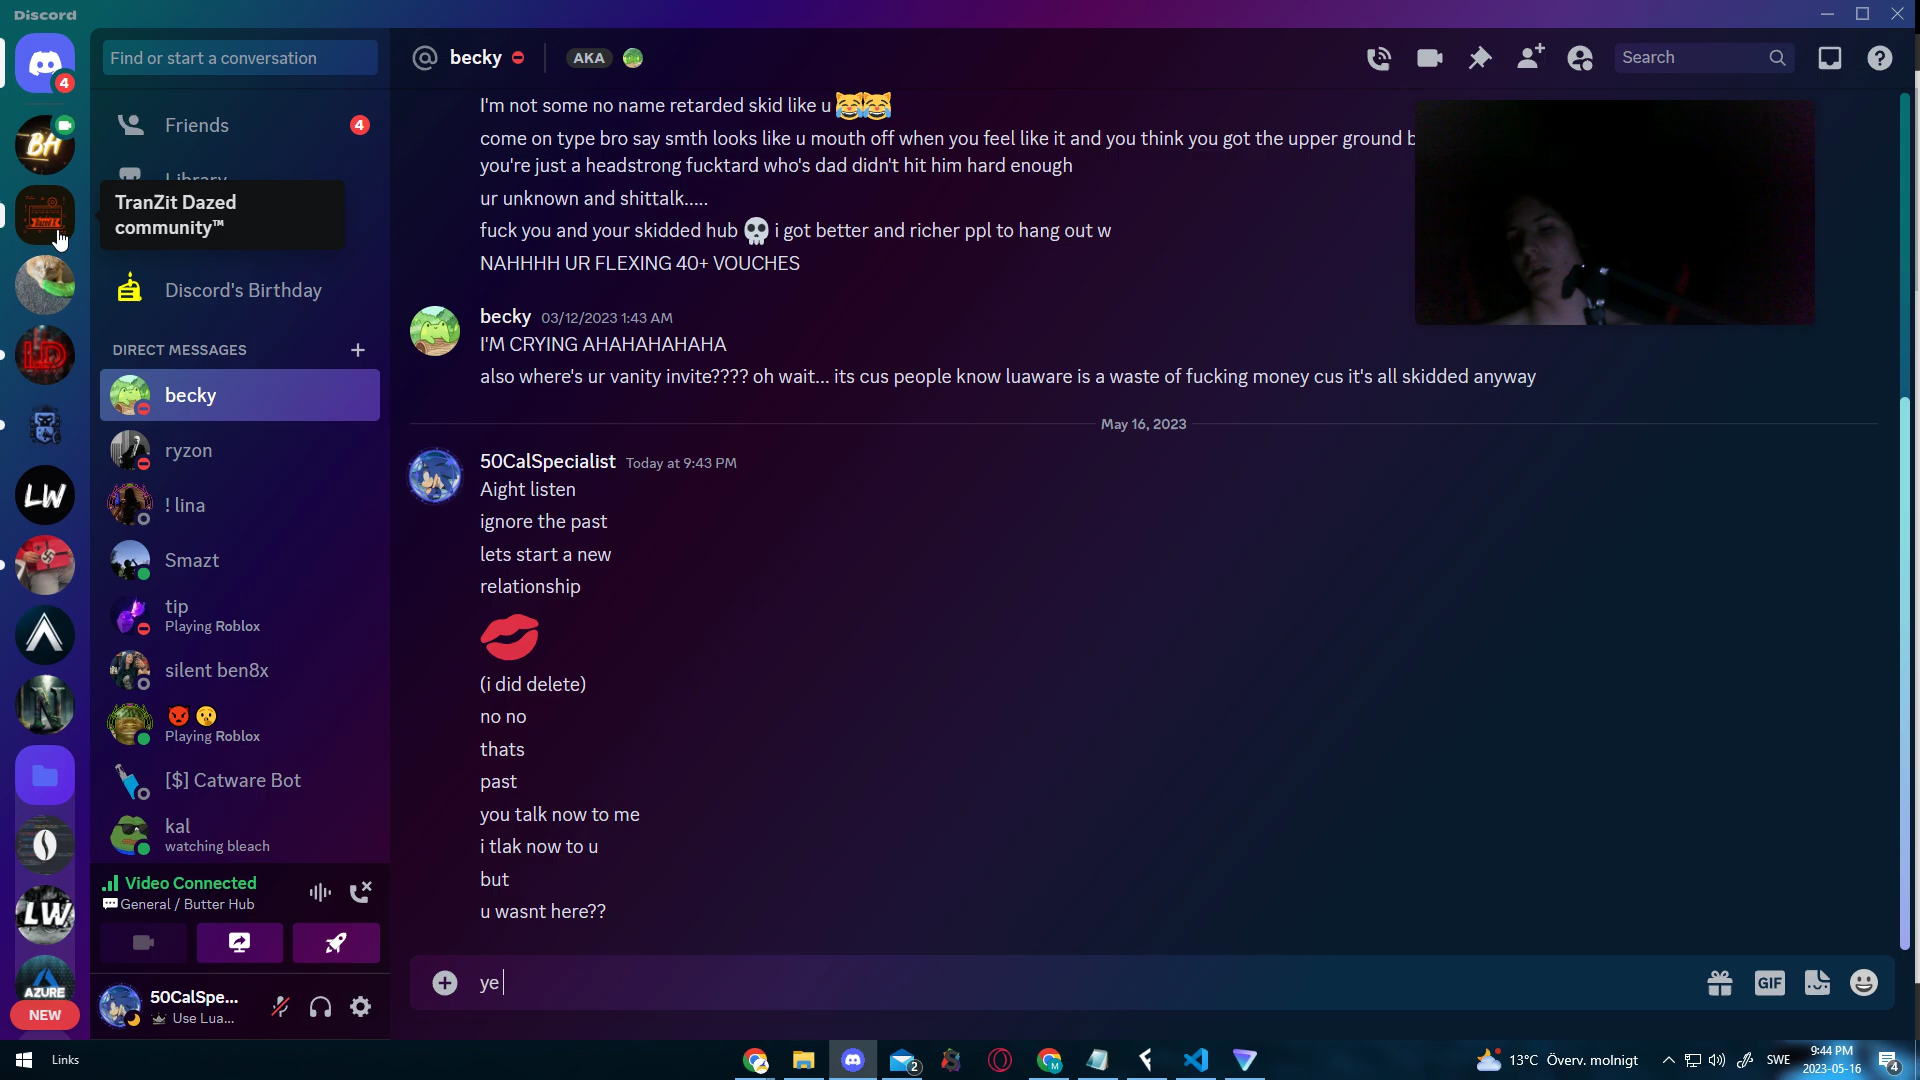 Discord
Find or start a conversation
4
Friends
4
Library
TranZit Dazed
community™
Discord's Birthday
DIRECT MESSAGES
becky
ryzon
! lina
Smazt
tip
Playing Roblox
silent ben8x
Playing Roblox
[$] Catware Bot
kal
watching bleach
Video Connected
General / Butter Hub
50CalSpe...
Use Lua...
BH
LD
LW
N
LW
AZURE
NEW
becky
AKA
Search
I'm not some no name retarded skid like u 😹😹
come on type bro say smth looks like u mouth off when you feel like it and you think you got the upper ground b
you're just a headstrong fucktard who's dad didn't hit him hard enough
ur unknown and shittalk.....
fuck you and your skidded hub 💀 i got better and richer ppl to hang out w
NAHHHH UR FLEXING 40+ VOUCHES
becky 03/12/2023 1:43 AM
I'M CRYING AHAHAHAHAHA
also where's ur vanity invite???? oh wait... its cus people know luaware is a waste of fucking money cus it's all skidded anyway
May 16, 2023
50CalSpecialist Today at 9:43 PM
Aight listen
ignore the past
lets start a new
relationship
💋
(i did delete)
no no
thats
past
you talk now to me
i tlak now to u
but
u wasnt here??
ye
GIF
Links
2
M
13°C Överv. molnigt
SWE
9:44 PM
2023-05-16
4